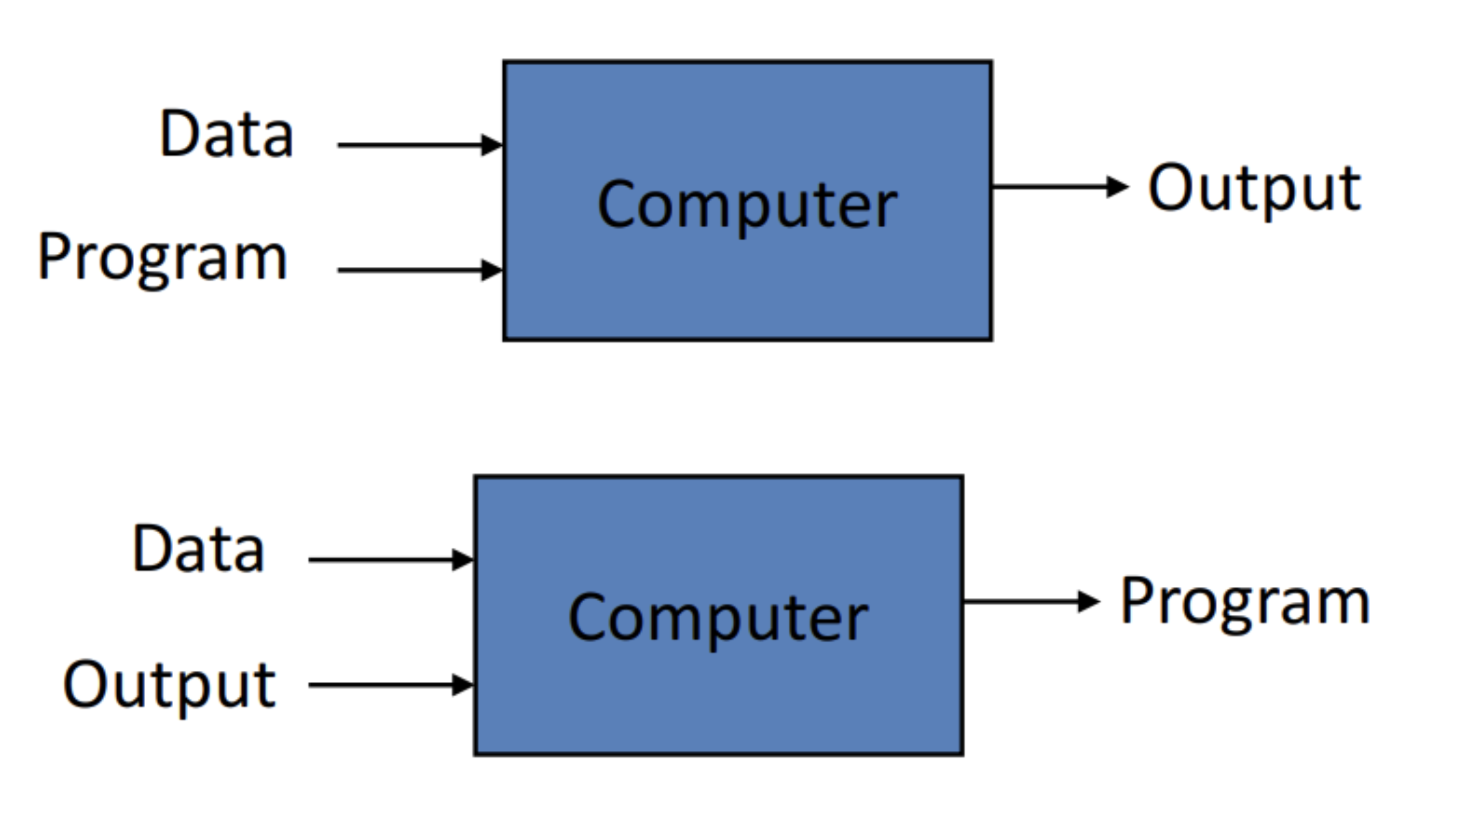 Data
Program
Computer
Output
Data
Output
Computer
Program